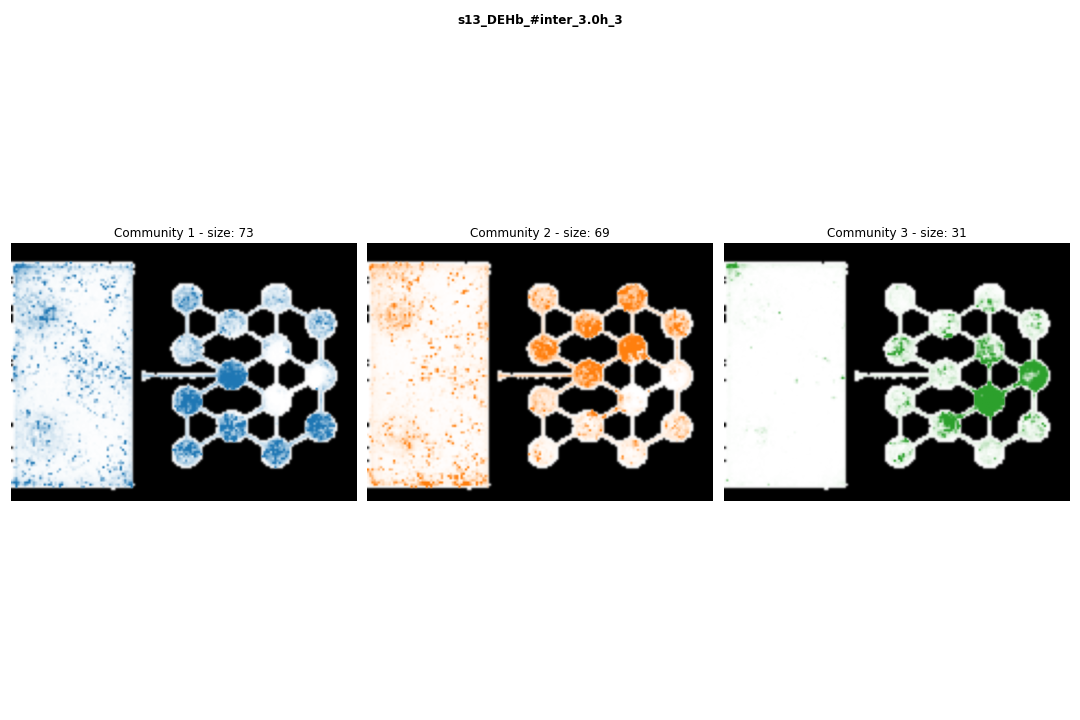 s13_DEHb_#inter_3.0h_3
Community 1 - size: 73
Community 2 - size: 69
Community 3 - size: 31